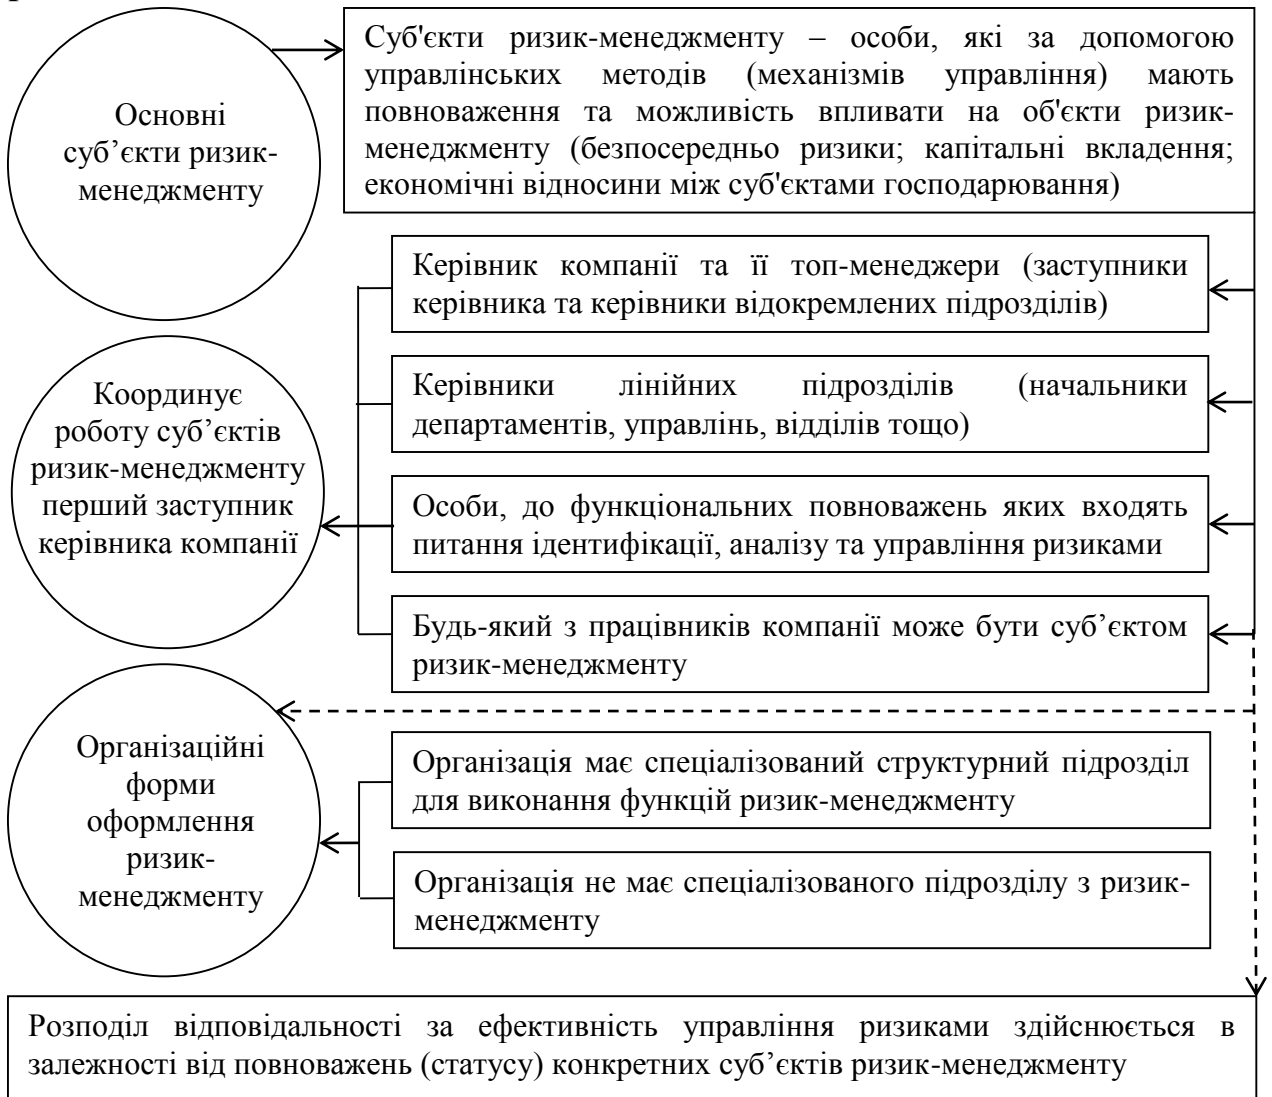 Основні
суб’єкти ризик-
менеджменту
Суб'єкти ризик-менеджменту – особи, які за допомогою
управлінських методів (механізмів управління) мають
повноваження та можливість впливати на об'єкти ризик-
менеджменту (безпосередньо ризики; капітальні вкладення;
економічні відносини між суб'єктами господарювання)
Керівник компанії та її топ-менеджери (заступники
керівника та керівники відокремлених підрозділів)
Керівники лінійних підрозділів (начальники
департаментів, управлінь, відділів тощо)
Координує
роботу суб’єктів
ризик-менеджменту
перший заступник
керівника компанії
Особи, до функціональних повноважень яких входять
питання ідентифікації, аналізу та управління ризиками
Будь-який з працівників компанії може бути суб’єктом
ризик-менеджменту
Організаційні
форми
оформлення
ризик-
менеджменту
Організація має спеціалізований структурний підрозділ
для виконання функцій ризик-менеджменту
Організація не має спеціалізованого підрозділу з ризик-
менеджменту
Розподіл відповідальності за ефективність управління ризиками здійснюється в
залежності від повноважень (статусу) конкретних суб’єктів ризик-менеджменту